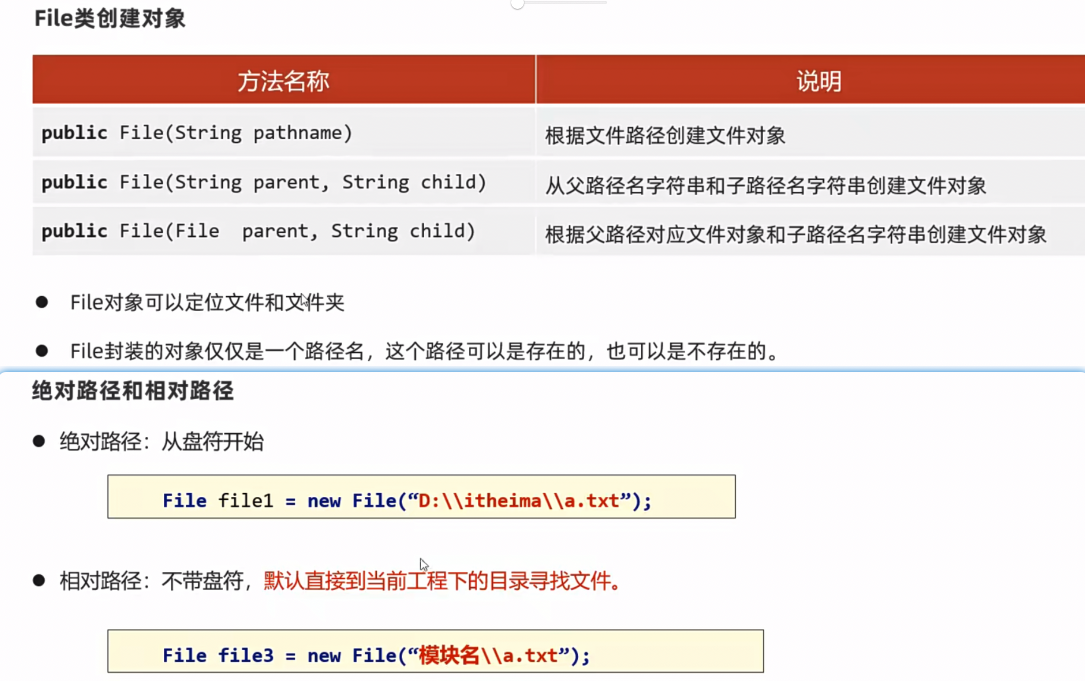 File类创建对象
方法名称 说明
public File(String pathname) 根据文件路径创建文件对象
public File(String parent, String child) 从父路径名字符串和子路径名字符串创建文件对象
public File(File parent, String child) 根据父路径对应文件对象和子路径名字符串创建文件对象
● File对象可以定位文件和文件夹
● File封装的对象仅仅是一个路径名，这个路径可以是存在的，也可以是不存在的。
绝对路径和相对路径
● 绝对路径：从盘符开始
File file1 = new File(“D:\\itheima\\a.txt”);
● 相对路径：不带盘符，默认直接到当前工程下的目录寻找文件。
File file3 = new File(“模块名\\a.txt”);